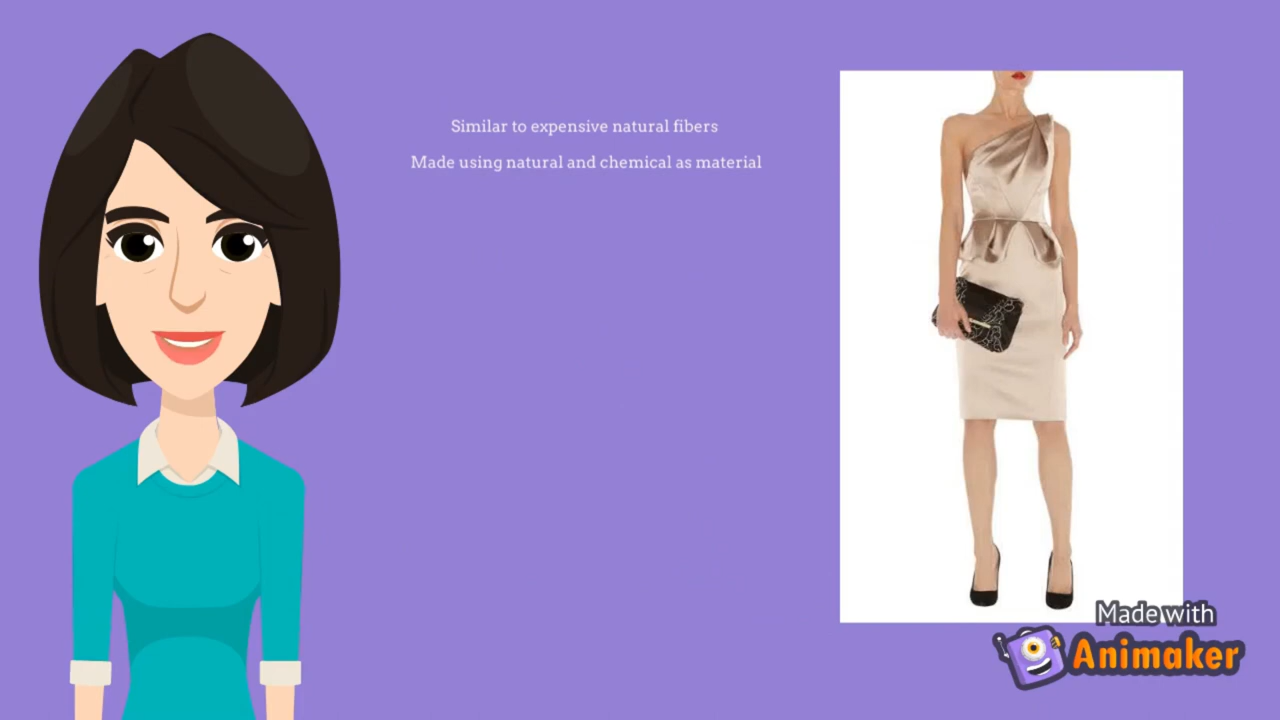 Similar to expensive natural fibers
Made using natural and chemical as material
Made with
Animaker